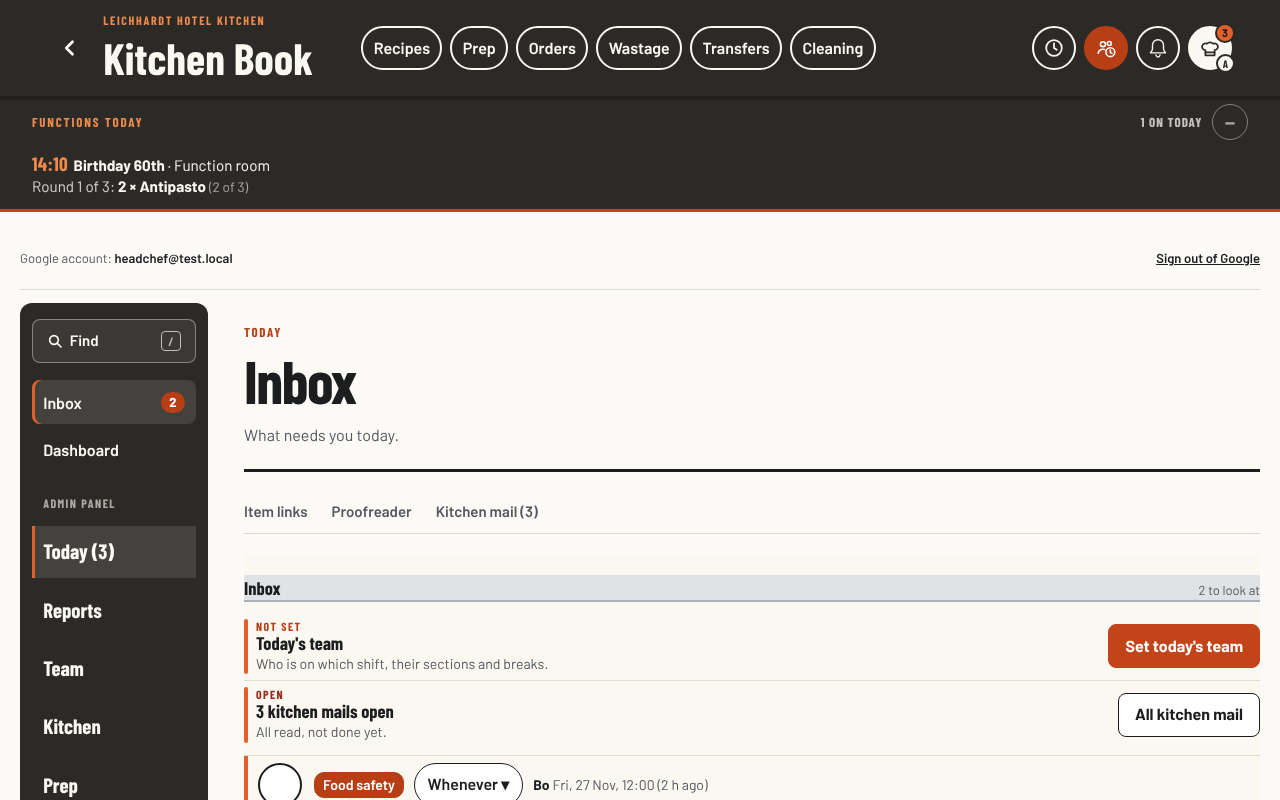 LEICHHARDT HOTEL KITCHEN
Kitchen Book
Recipes
Prep
Orders
Wastage
Transfers
Cleaning
3
A
FUNCTIONS TODAY
1 ON TODAY
–
14:10 Birthday 60th · Function room
Round 1 of 3: 2 × Antipasto (2 of 3)
Google account: headchef@test.local
Sign out of Google
Find
/
Inbox
2
Dashboard
ADMIN PANEL
Today (3)
Reports
Team
Kitchen
Prep
TODAY
Inbox
What needs you today.
Item links
Proofreader
Kitchen mail (3)
Inbox
2 to look at
NOT SET
Today's team
Who is on which shift, their sections and breaks.
Set today's team
OPEN
3 kitchen mails open
All read, not done yet.
All kitchen mail
Food safety
Whenever ▾
Bo Fri, 27 Nov, 12:00 (2 h ago)